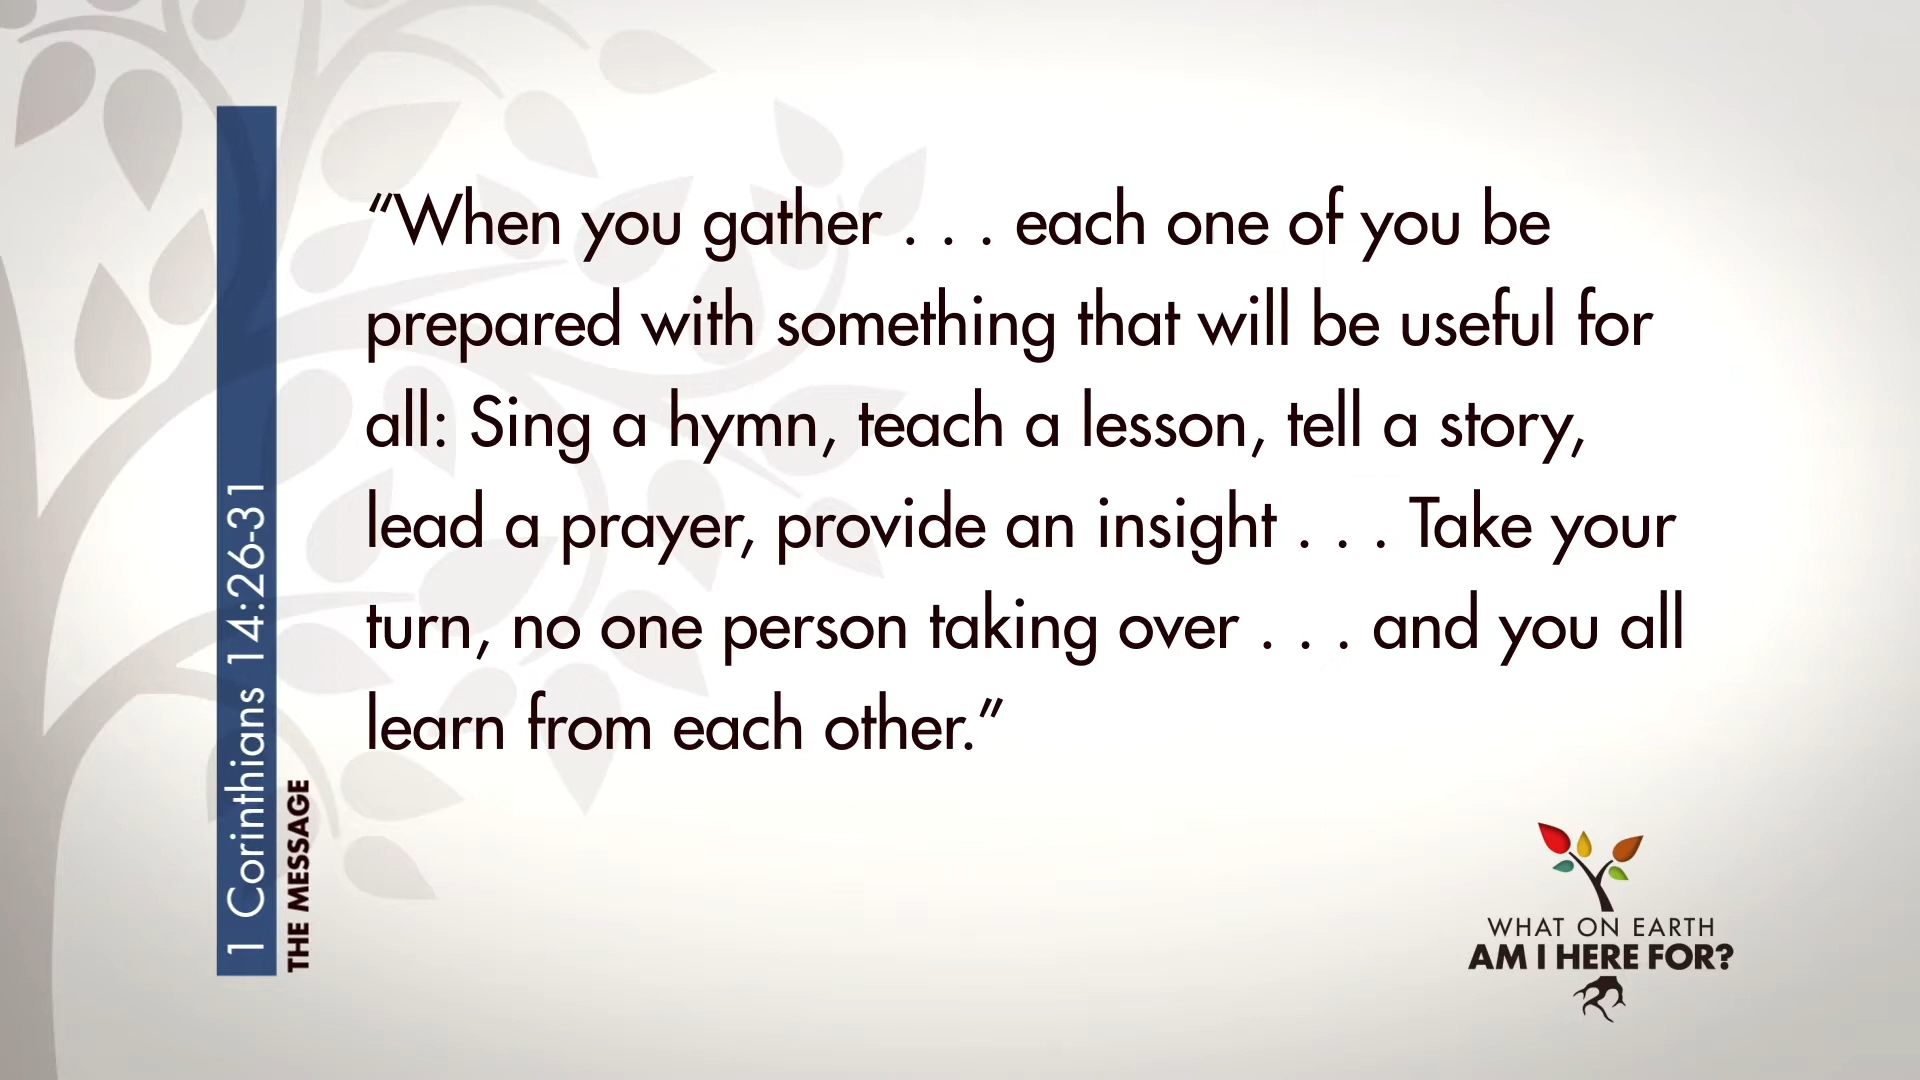 “When you gather . . . each one of you be
prepared with something that will be useful for
all: Sing a hymn, teach a lesson, tell a story,
lead a prayer, provide an insight . . . Take your
turn, no one person taking over . . . and you all
learn from each other.”
1 Corinthians 14:26-31
THE MESSAGE
WHAT ON EARTH
AM I HERE FOR?